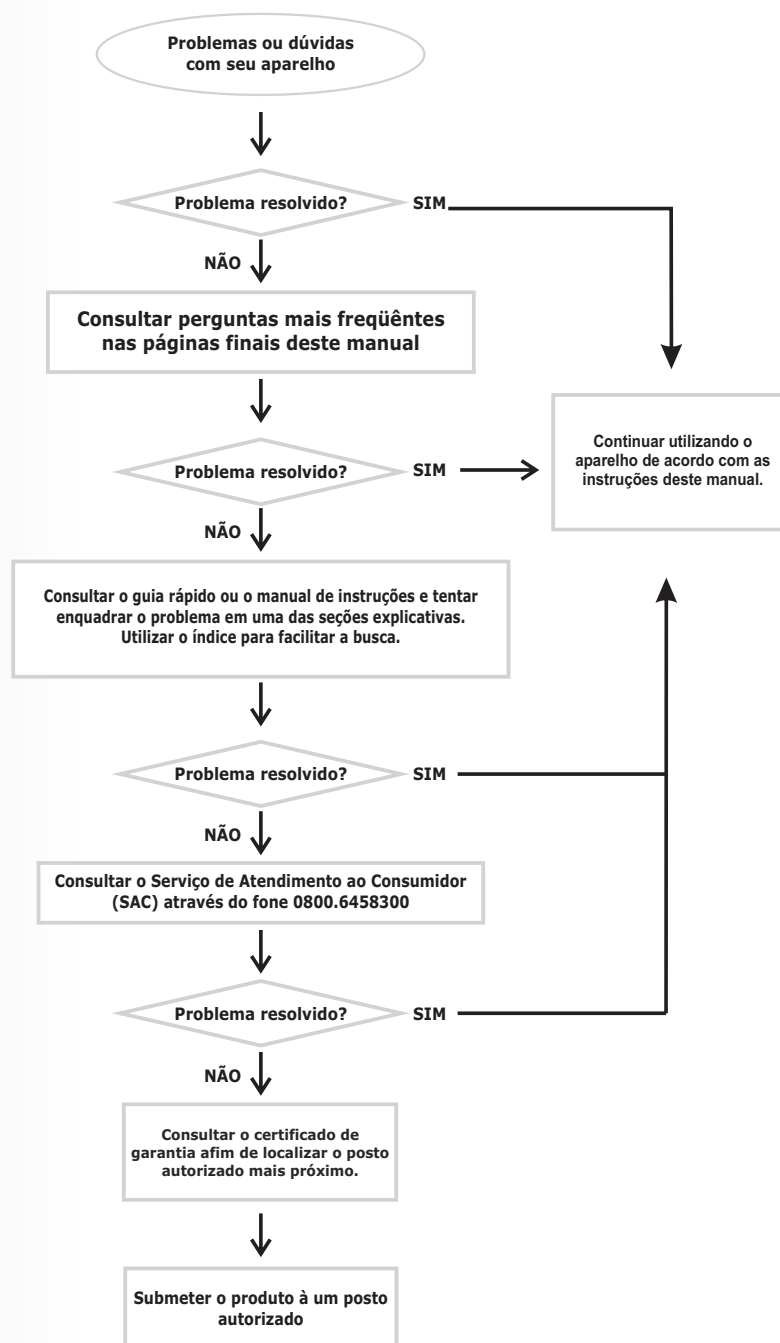 Problemas ou dúvidas
com seu aparelho
Problema resolvido?
SIM
NÃO
Consultar perguntas mais freqüêntes
nas páginas finais deste manual
Continuar utilizando o
aparelho de acordo com as
instruções deste manual.
Problema resolvido?
SIM
NÃO
Consultar o guia rápido ou o manual de instruções e tentar
enquadrar o problema em uma das seções explicativas.
Utilizar o índice para facilitar a busca.
Problema resolvido?
SIM
NÃO
Consultar o Serviço de Atendimento ao Consumidor
(SAC) através do fone 0800.6458300
Problema resolvido?
SIM
NÃO
Consultar o certificado de
garantia afim de localizar o posto
autorizado mais próximo.
Submeter o produto à um posto
autorizado